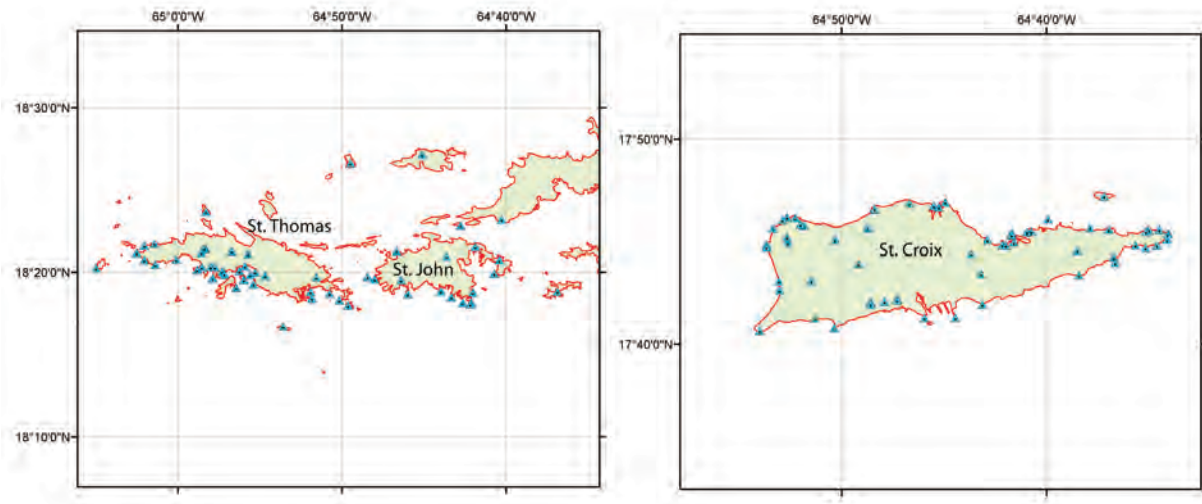 65°0'0"W 64°50'0"W 64°40'0"W
18°30'0"N
St. Thomas
St. John
18°20'0"N
18°10'0"N
64°50'0"W 64°40'0"W
17°50'0"N
St. Croix
17°40'0"N